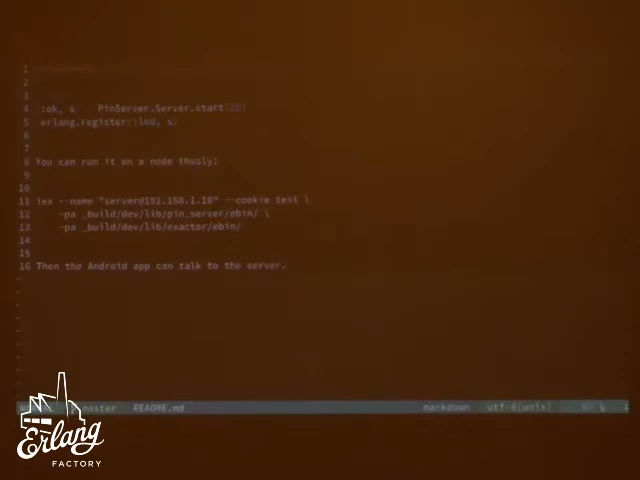 1
2
3
4 :ok, s PinServer.Server.start
5 erlang.register(:led, s)
6
7
8 You can run it on a node thusly:
9
10
11 iex --name "server@192.168.1.10" --cookie test \
12 -pa _build/dev/lib/pin_server/ebin/ \
13 -pa _build/dev/lib/exactor/ebin/
14
15
16 Then the Android app can talk to the server.
master README.md markdown utf-8[unix]
Erlang
FACTORY